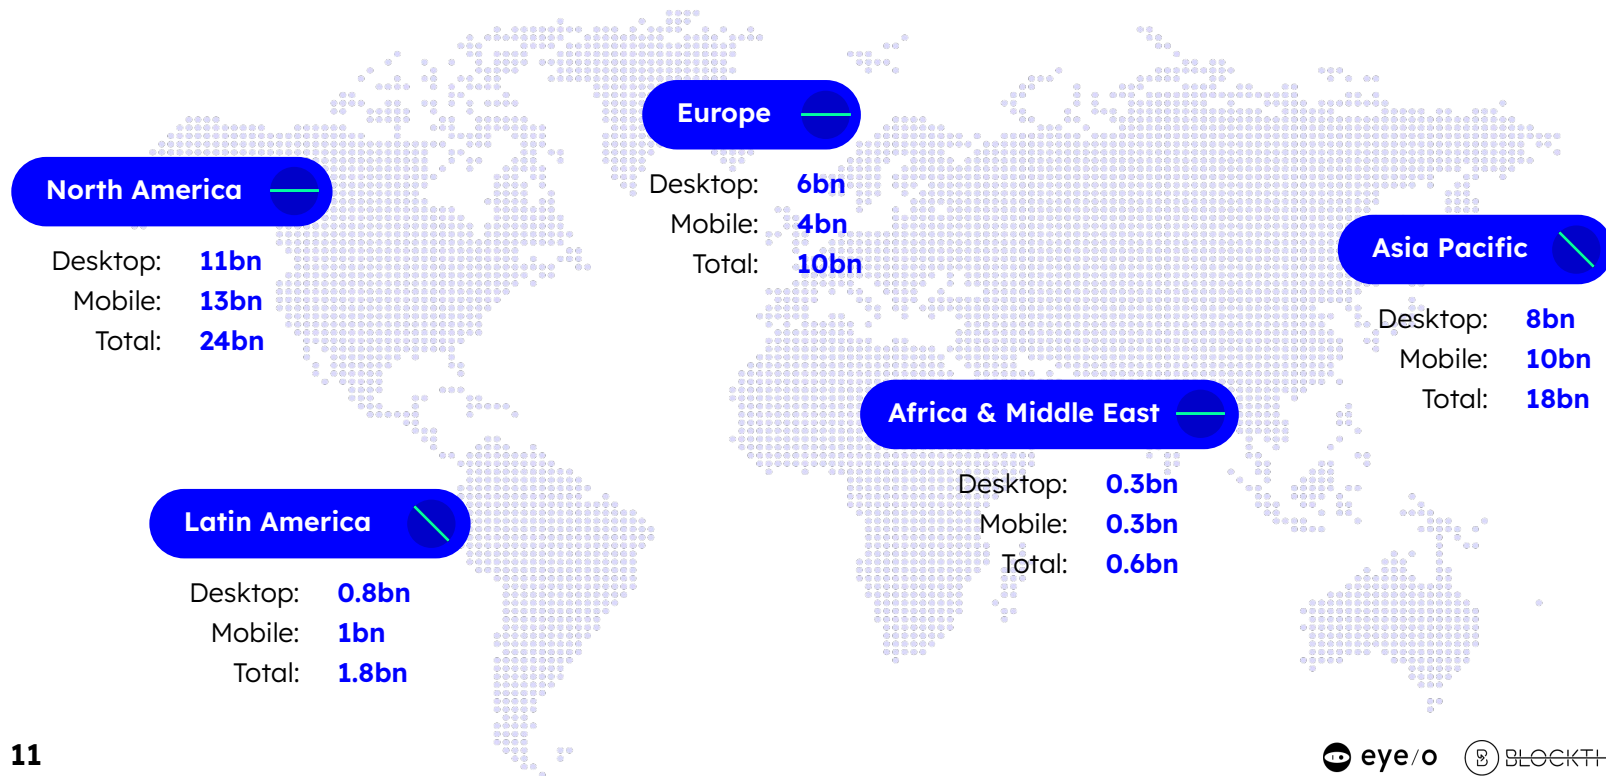 Europe
Desktop: 6bn
Mobile: 4bn
Total: 10bn
North America
Desktop: 11bn
Mobile: 13bn
Total: 24bn
Asia Pacific
Desktop: 8bn
Mobile: 10bn
Total: 18bn
Africa & Middle East
Desktop: 0.3bn
Mobile: 0.3bn
Total: 0.6bn
Latin America
Desktop: 0.8bn
Mobile: 1bn
Total: 1.8bn
11
eye/o
BLOCKTH